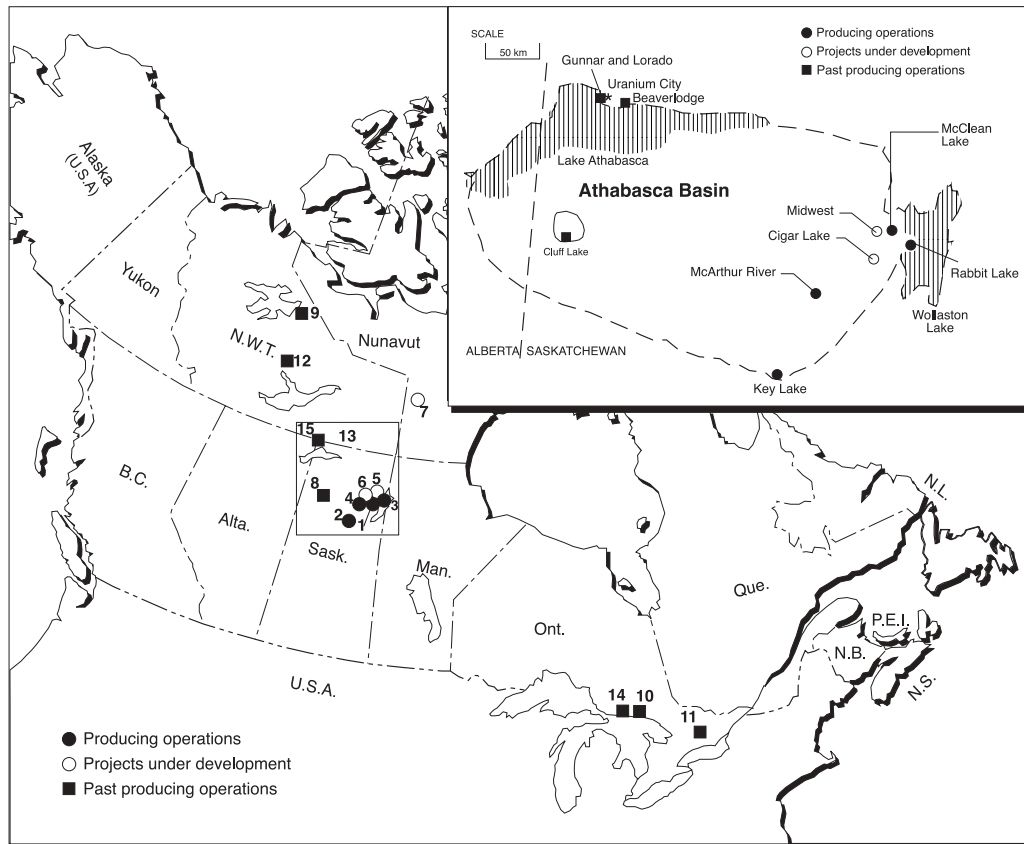 SCALE
50 km
Producing operations
Projects under development
Past producing operations
Gunnar and Lorado
Uranium City
*
Beaverlodge
McClean
Lake
Lake Athabasca
Athabasca Basin
Midwest
Cigar Lake
Cluff Lake
McArthur River
Rabbit Lake
Wollaston
Lake
ALBERTA SASKATCHEWAN
Key Lake
Alaska
(U.S.A)
Yukon
9
N.W.T.
Nunavut
12
7
15
13
B.C.
8
6
5
4
3
2
1
Alta.
Sask.
Man.
N.L.
Que.
Ont.
P.E.I.
N.B.
N.S.
U.S.A.
14
10
11
Producing operations
Projects under development
Past producing operations